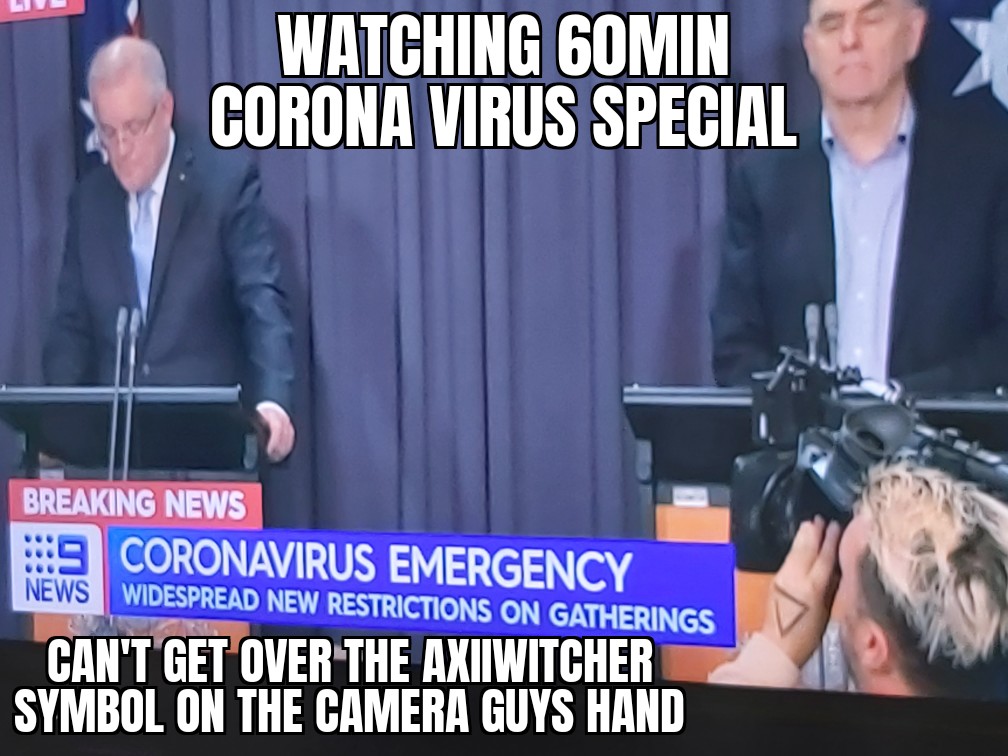 LIVE
WATCHING 60MIN
CORONA VIRUS SPECIAL
BREAKING NEWS
9
NEWS
CORONAVIRUS EMERGENCY
WIDESPREAD NEW RESTRICTIONS ON GATHERINGS
CAN'T GET OVER THE AXIIWITCHER
SYMBOL ON THE CAMERA GUYS HAND